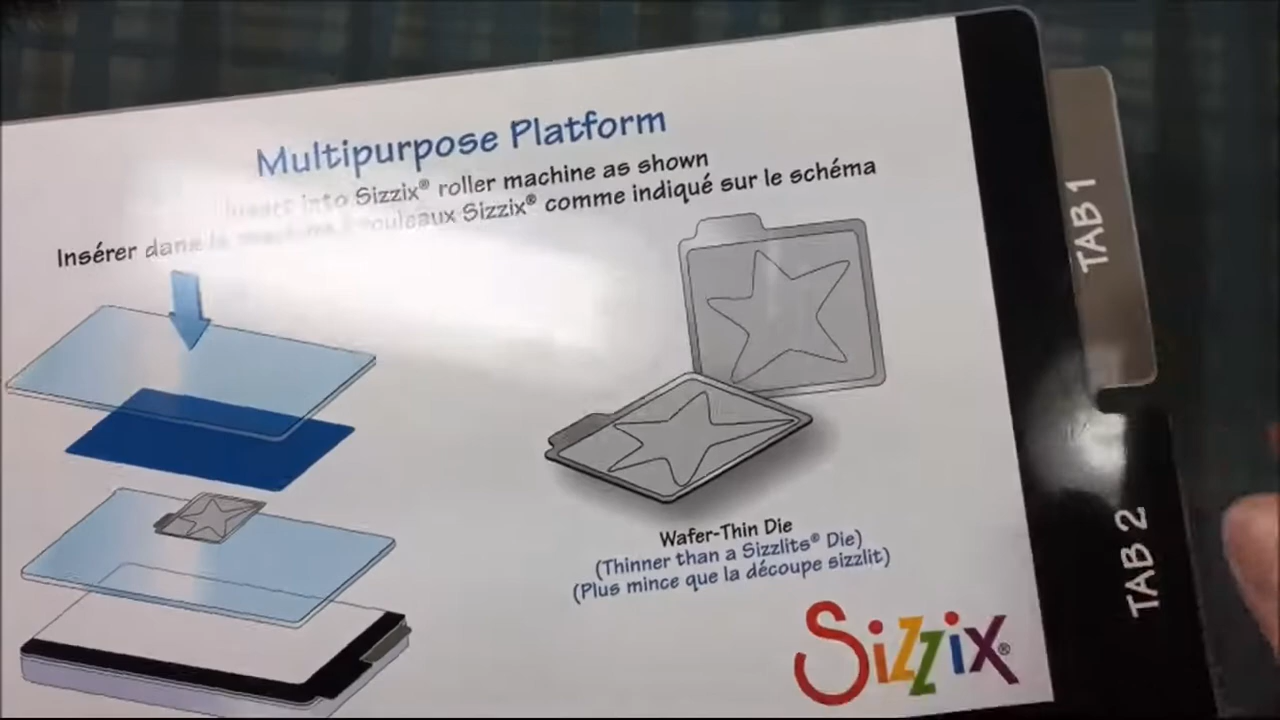 Multipurpose Platform
Insert into Sizzix® roller machine as shown
Insérer dans la machine à rouleaux Sizzix® comme indiqué sur le schéma
TAB 1
Wafer-Thin Die
(Thinner than a Sizzlits® Die)
(Plus mince que la découpe sizzlit)
TAB 2
Sizzix®